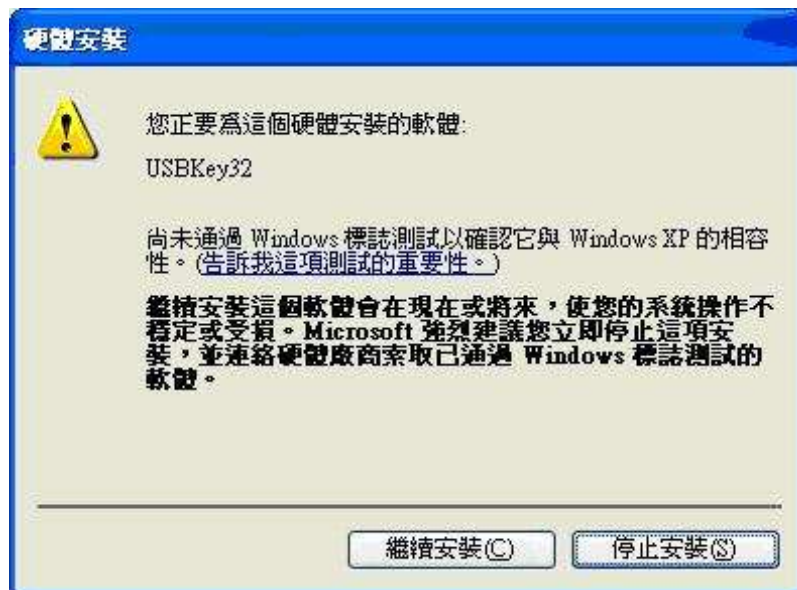 硬體安裝
您正要為這個硬體安裝的軟體:
USBKey32
尚未通過 Windows 標誌測試以確認它與 Windows XP 的相容
性。(告訴我這項測試的重要性。)
繼續安裝這個軟體會在現在或將來,使您的系統操作不
穩定或受損。Microsoft 強烈建議您立即停止這項安
裝,並連絡硬體廠商索取已通過 Windows 標誌測試的
軟體。
繼續安裝(C)
停止安裝(S)